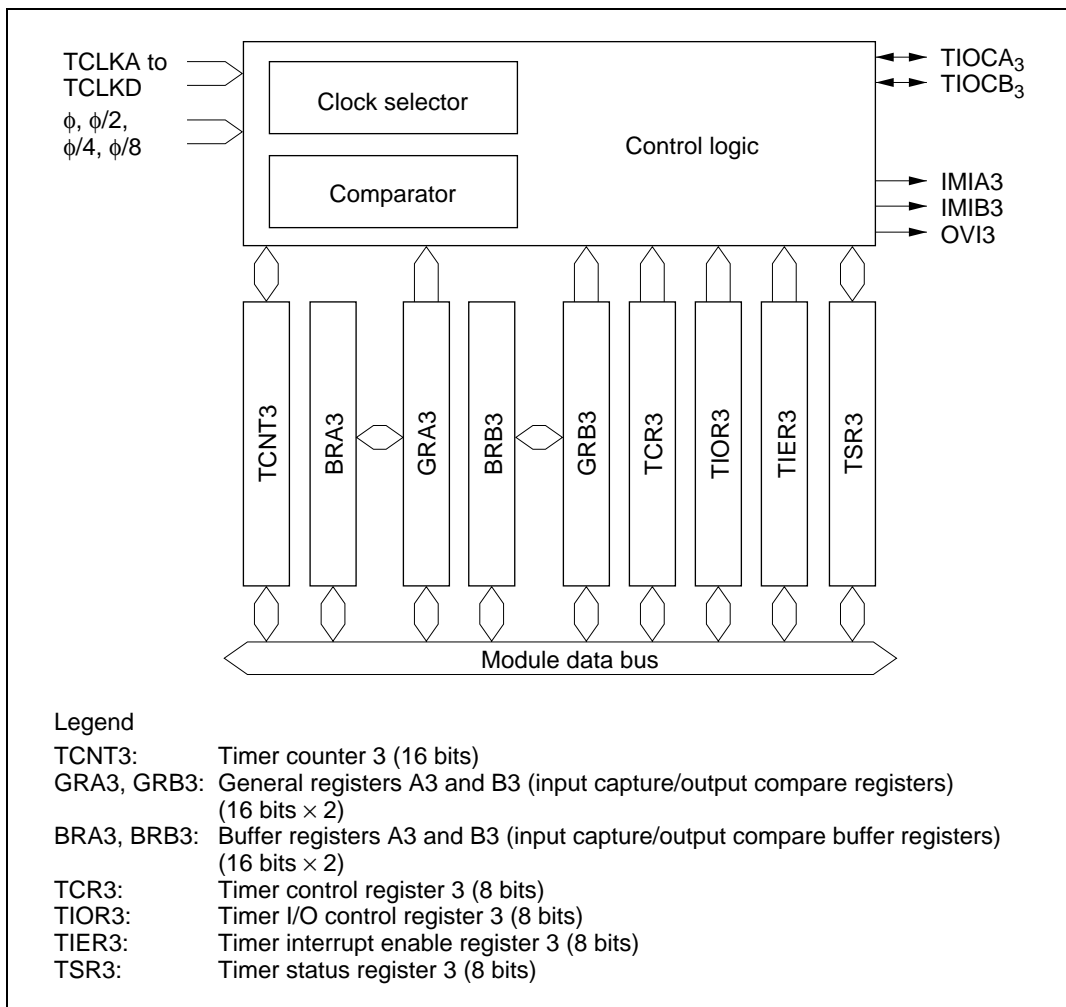 TCLKA to
TCLKD
ϕ, ϕ/2,
ϕ/4, ϕ/8
Clock selector
Comparator
Control logic
TIOCA3
TIOCB3
IMIA3
IMIB3
OVI3
TCNT3
BRA3
GRA3
BRB3
GRB3
TCR3
TIOR3
TIER3
TSR3
Module data bus
Legend
TCNT3: Timer counter 3 (16 bits)
GRA3, GRB3: General registers A3 and B3 (input capture/output compare registers)
(16 bits × 2)
BRA3, BRB3: Buffer registers A3 and B3 (input capture/output compare buffer registers)
(16 bits × 2)
TCR3: Timer control register 3 (8 bits)
TIOR3: Timer I/O control register 3 (8 bits)
TIER3: Timer interrupt enable register 3 (8 bits)
TSR3: Timer status register 3 (8 bits)